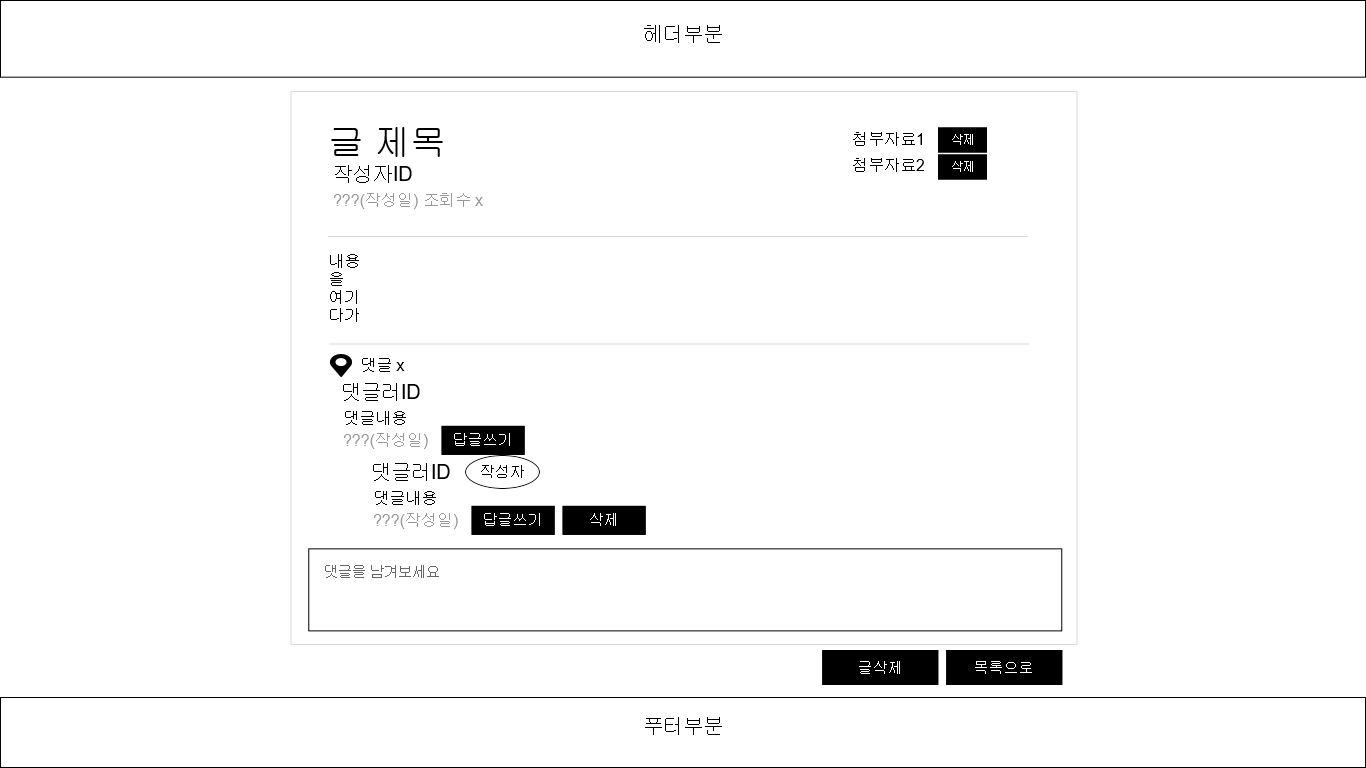 헤더부분
글 제목
작성자ID
???(작성일) 조회수 x
첨부자료1 삭제
첨부자료2 삭제
내용
을
여기
다가
댓글 x
댓글러ID
댓글내용
???(작성일) 답글쓰기
댓글러ID 작성자
댓글내용
???(작성일) 답글쓰기 삭제
댓글을 남겨보세요
글삭제 목록으로
푸터부분